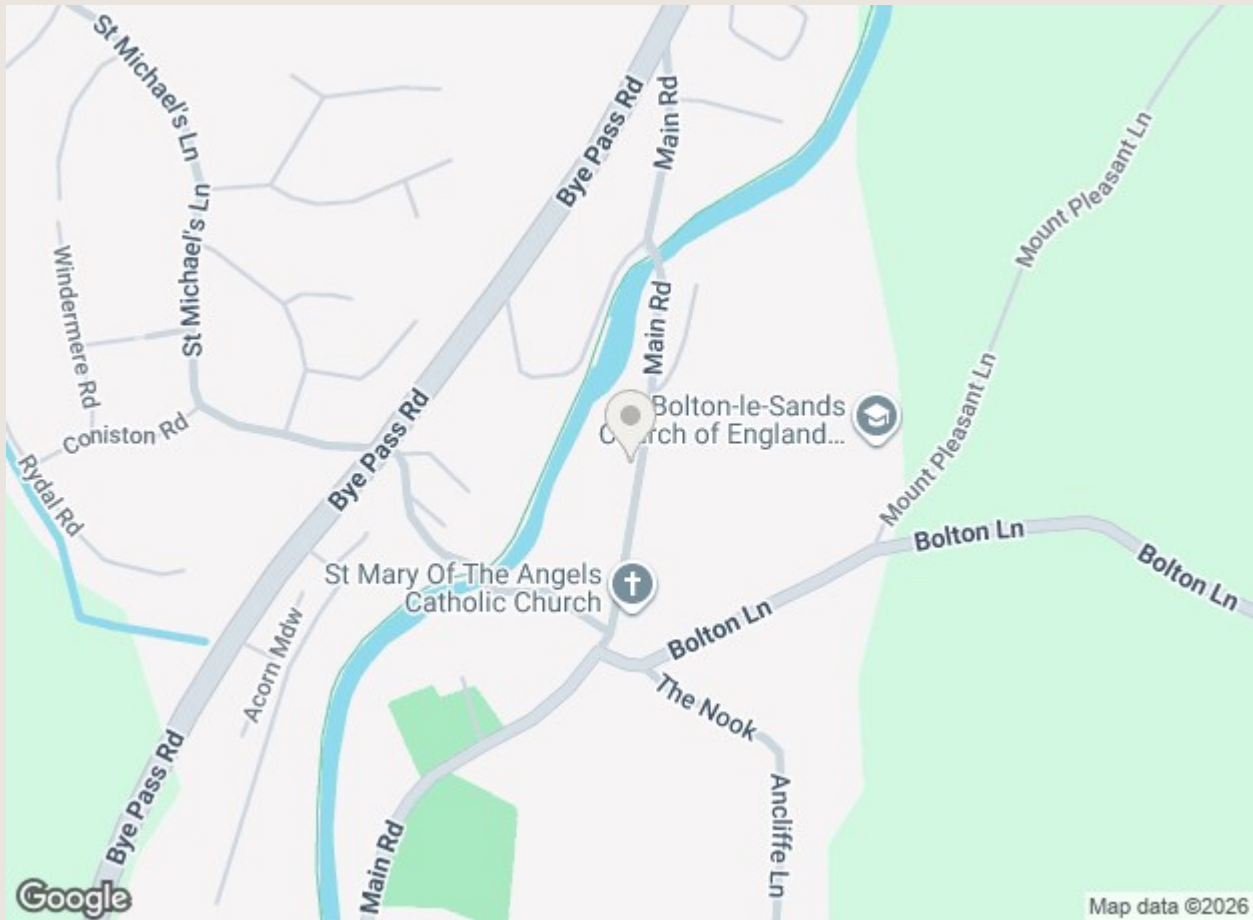 St Michael's Ln
Main Rd
Bye Pass Rd
Mount Pleasant Ln
St Michael's Ln
Mount Pleasant Ln
Windermere Rd
Main Rd
Bolton-le-Sands
Church of England...
Coniston Rd
Bye Pass Rd
Mount Pleasant Ln
Rydal Rd
Bolton Ln
Bolton Ln
St Mary Of The Angels
Catholic Church
Bolton Ln
Acorn Mdw
The Nook
Bye Pass Rd
Ancliffe Ln
Main Rd
Google
Map data ©2026